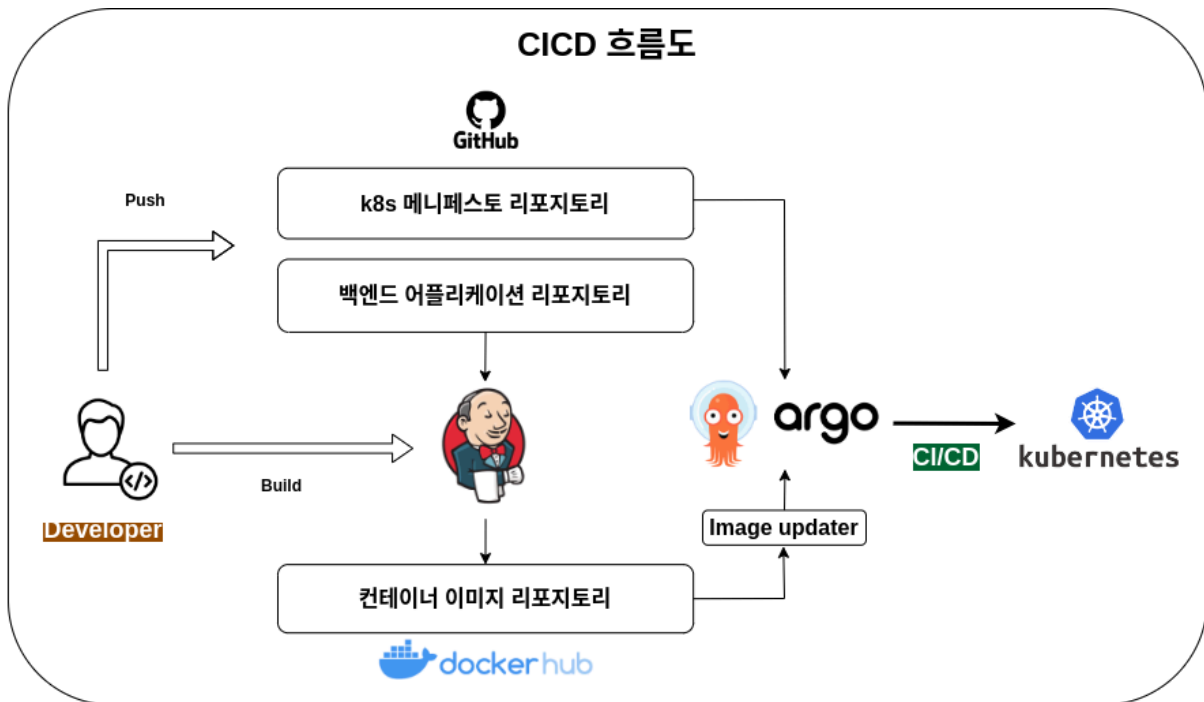 CICD 흐름도
GitHub
Push
k8s 메니페스토 리포지토리
백엔드 어플리케이션 리포지토리
argo
CI/CD
kubernetes
Build
Developer
Image updater
컨테이너 이미지 리포지토리
dockerhub